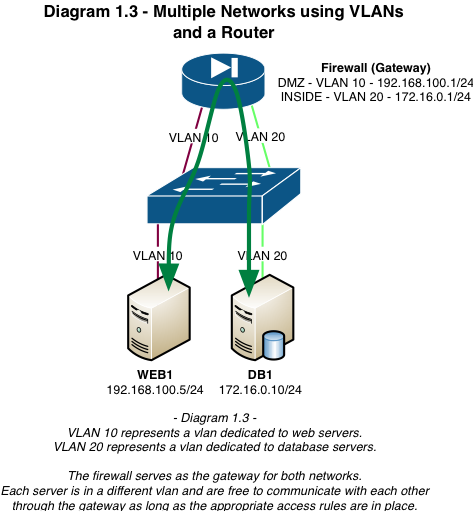 Diagram 1.3 - Multiple Networks using VLANs
and a Router
Firewall (Gateway)
DMZ - VLAN 10 - 192.168.100.1/24
INSIDE - VLAN 20 - 172.16.0.1/24
VLAN 10
VLAN 20
VLAN 10
VLAN 20
WEB1
192.168.100.5/24
DB1
172.16.0.10/24
- Diagram 1.3 -
VLAN 10 represents a vlan dedicated to web servers.
VLAN 20 represents a vlan dedicated to database servers.
The firewall serves as the gateway for both networks.
Each server is in a different vlan and are free to communicate with each other
through the gateway as long as the appropriate access rules are in place.